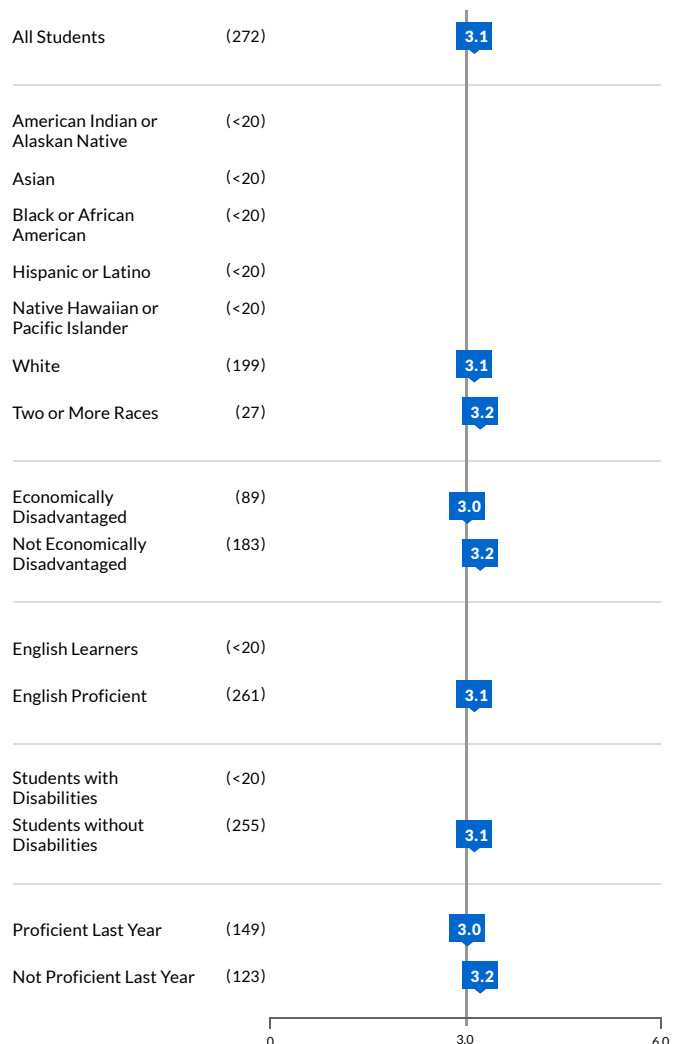 All Students (272) 3.1
American Indian or (<20)
Alaskan Native
Asian (<20)
Black or African (<20)
American
Hispanic or Latino (<20)
Native Hawaiian or (<20)
Pacific Islander
White (199) 3.1
Two or More Races (27) 3.2
Economically (89) 3.0
Disadvantaged
Not Economically (183) 3.2
Disadvantaged
English Learners (<20)
English Proficient (261) 3.1
Students with (<20)
Disabilities
Students without (255) 3.1
Disabilities
Proficient Last Year (149) 3.0
Not Proficient Last Year (123) 3.2
0 3.0 6.0